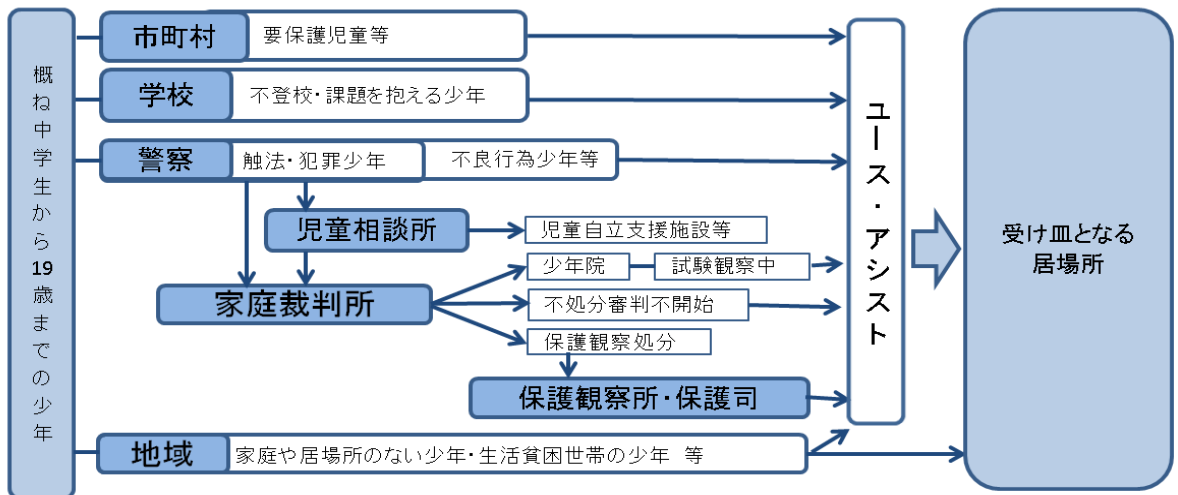 概ね中学生から19歳までの少年
市町村
要保護児童等
学校
不登校・課題を抱える少年
警察
触法・犯罪少年
不良行為少年等
児童相談所
児童自立支援施設等
少年院
試験観察中
家庭裁判所
不処分審判不開始
保護観察処分
保護観察所・保護司
地域
家庭や居場所のない少年・生活貧困世帯の少年 等
ユース・アシスト
受け皿となる
居場所